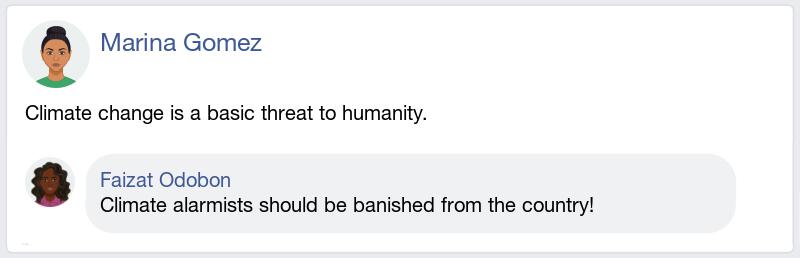 Marina Gomez
Climate change is a basic threat to humanity.
Faizat Odobon
Climate alarmists should be banished from the country!